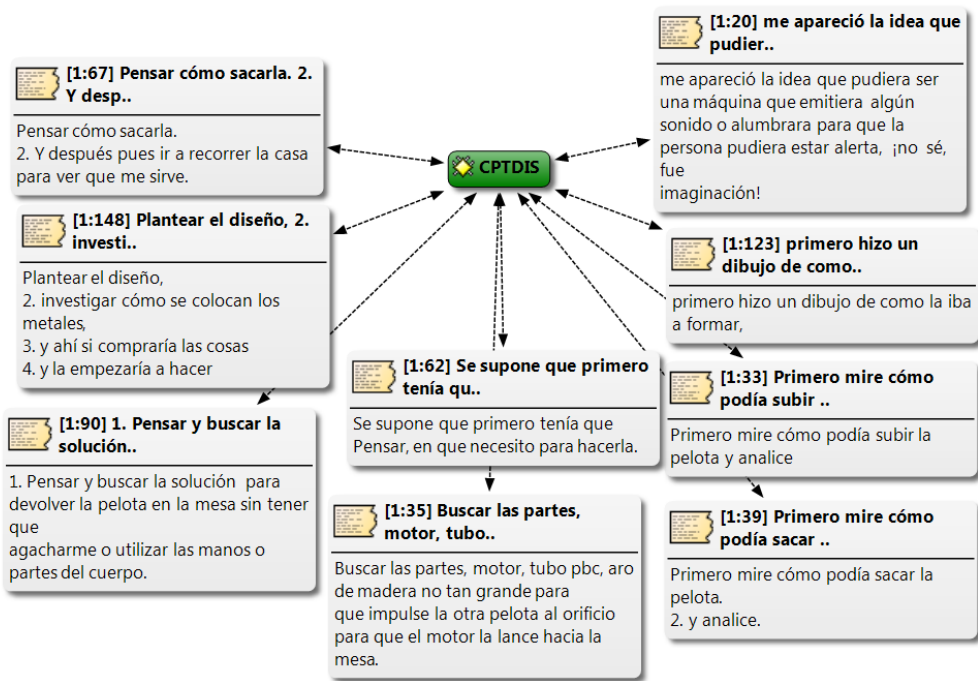 [1:20] me apareció la idea que
pudier..
me apareció la idea que pudiera ser
una máquina que emitiera algún
sonido o alumbrara para que la
persona pudiera estar alerta, ¡no sé,
fue
imaginación!
[1:67] Pensar cómo sacarla. 2.
Y desp..
Pensar cómo sacarla.
2. Y después pues ir a recorrer la casa
para ver que me sirve.
CPTDIS
[1:148] Plantear el diseño, 2.
investi..
Plantear el diseño,
2. investigar cómo se colocan los
metales,
3. y ahí si compraría las cosas
4. y la empezaría a hacer
[1:123] primero hizo un
dibujo de como..
primero hizo un dibujo de como la iba
a formar,
[1:62] Se supone que primero
tenía qu..
Se supone que primero tenía que
Pensar, en que necesito para hacerla.
[1:33] Primero mire cómo
podía subir ..
Primero mire cómo podía subir la
pelota y analice
[1:90] 1. Pensar y buscar la
solución..
1. Pensar y buscar la solución para
devolver la pelota en la mesa sin tener
que
agacharme o utilizar las manos o
partes del cuerpo.
[1:35] Buscar las partes,
motor, tubo..
Buscar las partes, motor, tubo pbc, aro
de madera no tan grande para
que impulse la otra pelota al orificio
para que el motor la lance hacia la
mesa.
[1:39] Primero mire cómo
podía sacar ..
Primero mire cómo podía sacar la
pelota.
2. y analice.